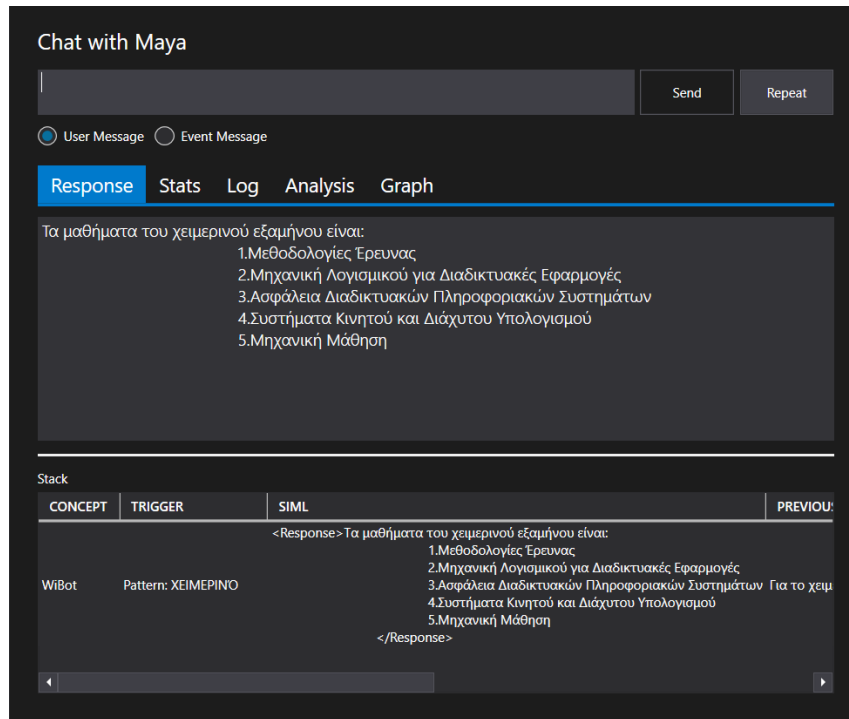 Chat with Maya
Send
Repeat
User Message
Event Message
Response Stats Log Analysis Graph
Τα μαθήματα του χειμερινού εξαμήνου είναι:
1.Μεθοδολογίες Έρευνας
2.Μηχανική Λογισμικού για Διαδικτυακές Εφαρμογές
3.Ασφάλεια Διαδικτυακών Πληροφοριακών Συστημάτων
4.Συστήματα Κινητού και Διάχυτου Υπολογισμού
5.Μηχανική Μάθηση
Stack
CONCEPT TRIGGER SIML PREVIOU
<Response>Τα μαθήματα του χειμερινού εξαμήνου είναι:
1.Μεθοδολογίες Έρευνας
2.Μηχανική Λογισμικού για Διαδικτυακές Εφαρμογές
WiBot Pattern: ΧΕΙΜΕΡΙΝΌ 3.Ασφάλεια Διαδικτυακών Πληροφοριακών Συστημάτων Για το χειμ
4.Συστήματα Κινητού και Διάχυτου Υπολογισμού
5.Μηχανική Μάθηση
</Response>